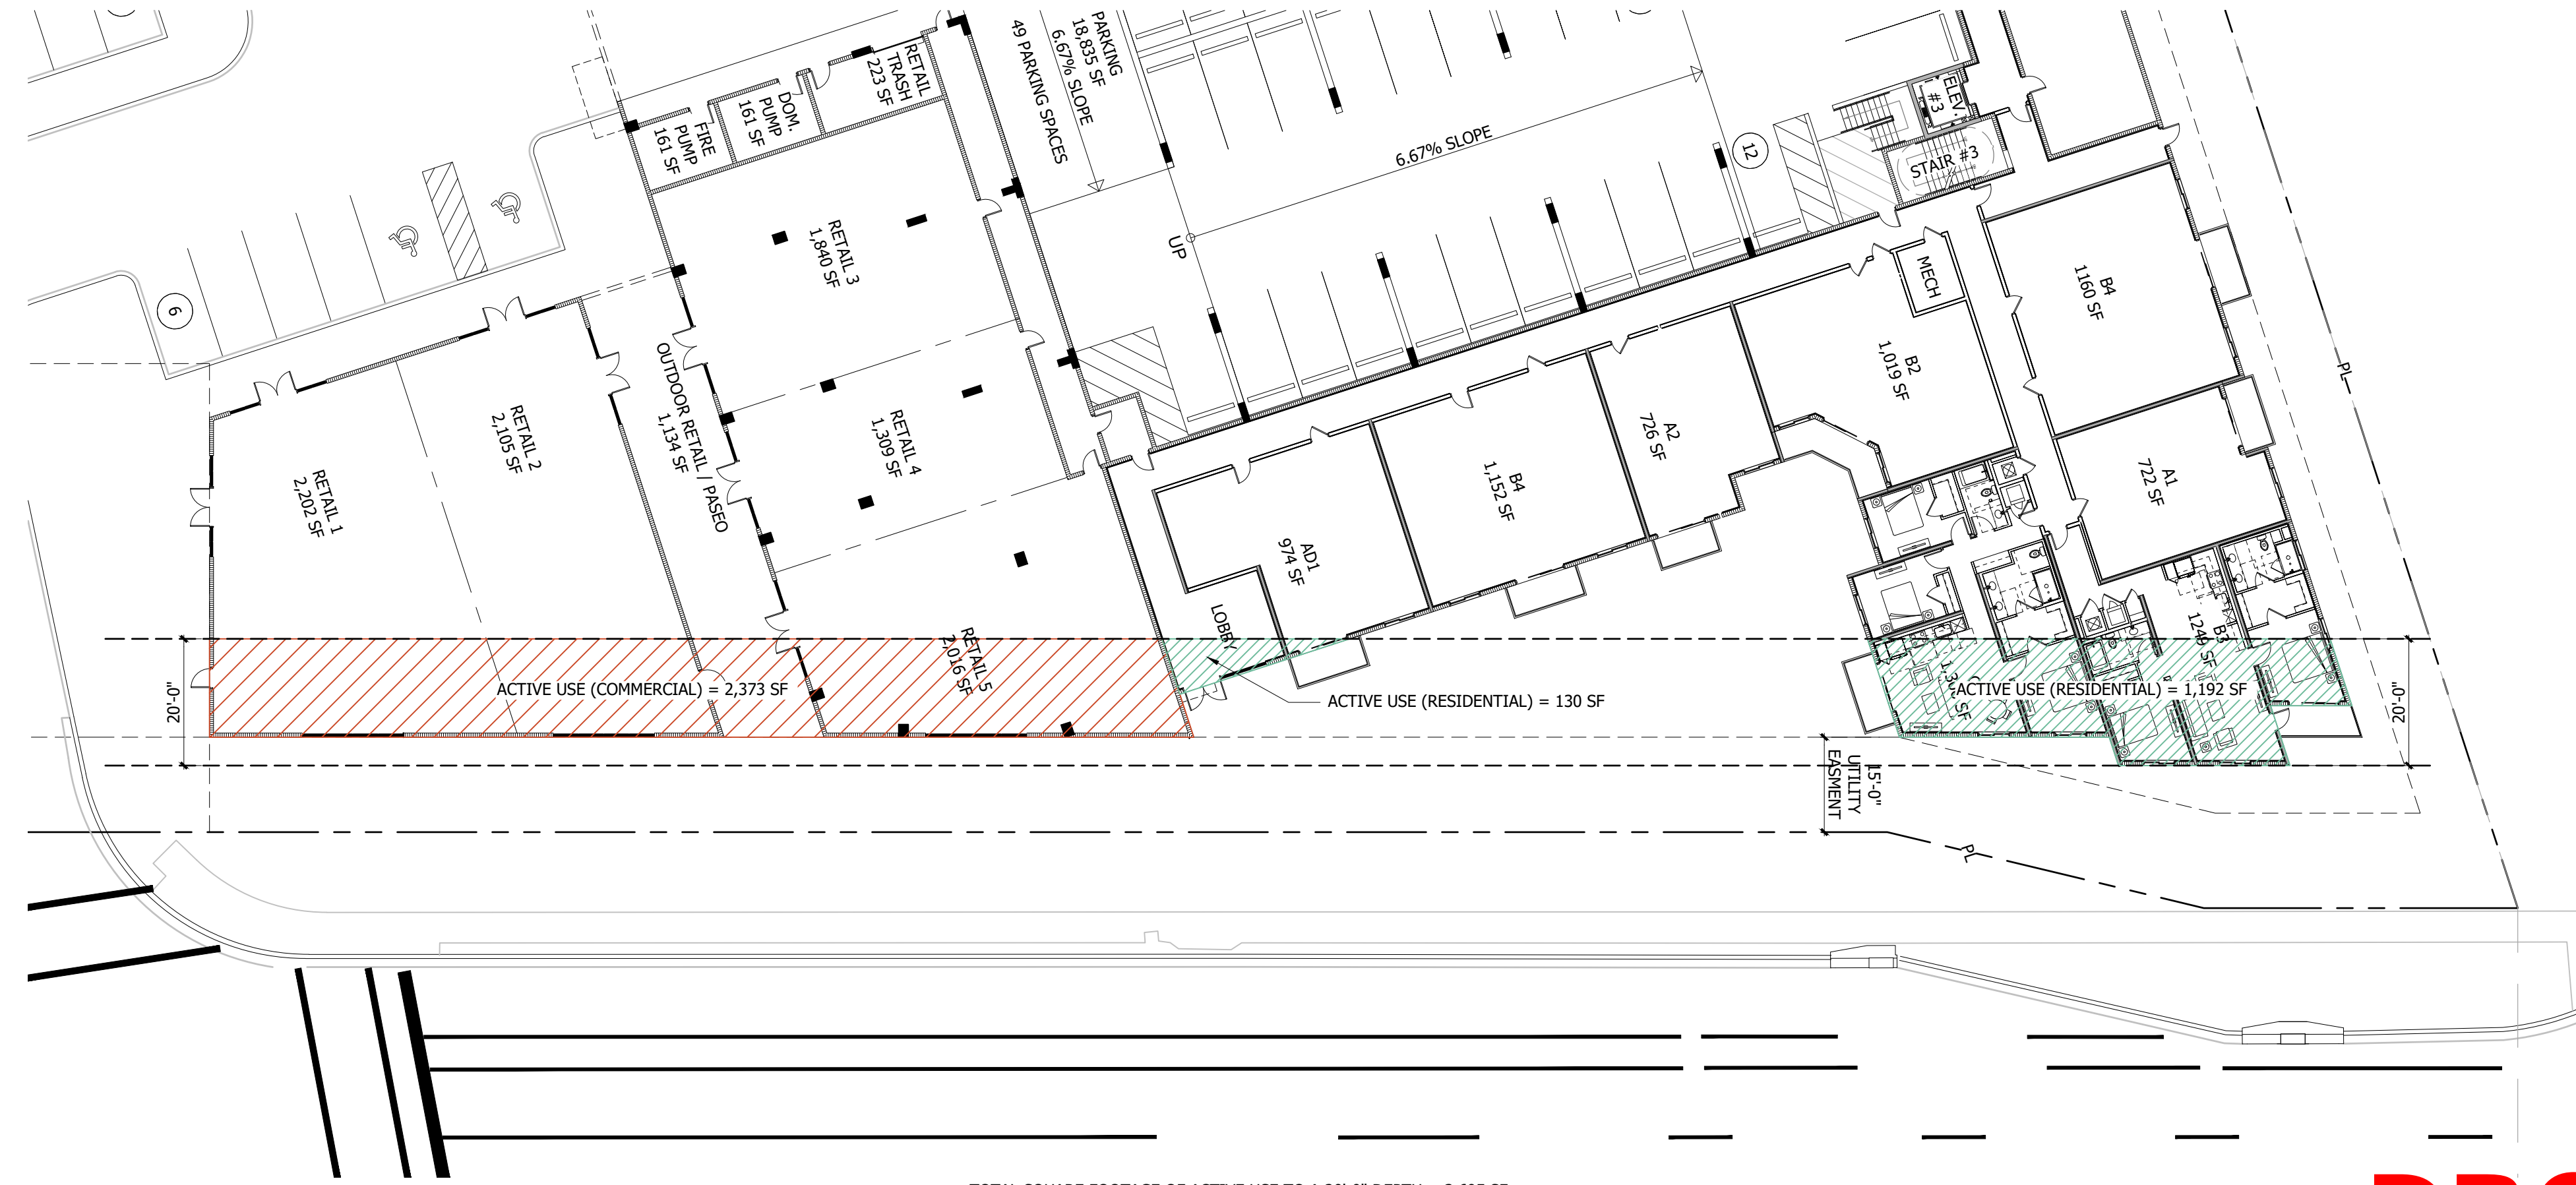 PARKING
18,835 SF
6.67% SLOPE
49 PARKING SPACES
RETAIL
TRASH
223 SF
DOM.
PUMP
161 SF
FIRE
PUMP
161 SF
ELEV.
#3
STAIR #3
12
6.67% SLOPE
UP
6
RETAIL 3
1,840 SF
OUTDOOR RETAIL / PASEO
1,134 SF
RETAIL 4
1,309 SF
RETAIL 2
2,105 SF
RETAIL 1
2,202 SF
RETAIL 5
2,016 SF
MECH
B4
1160 SF
B2
1,019 SF
A2
726 SF
B4
1,152 SF
AD1
974 SF
A1
722 SF
LOBBY
B3
1249 SF
PL
20'-0"
ACTIVE USE (COMMERCIAL) = 2,373 SF
ACTIVE USE (RESIDENTIAL) = 130 SF
ACTIVE USE (RESIDENTIAL) = 1,192 SF
20'-0"
15'-0"
UTILITY
EASMENT
PL